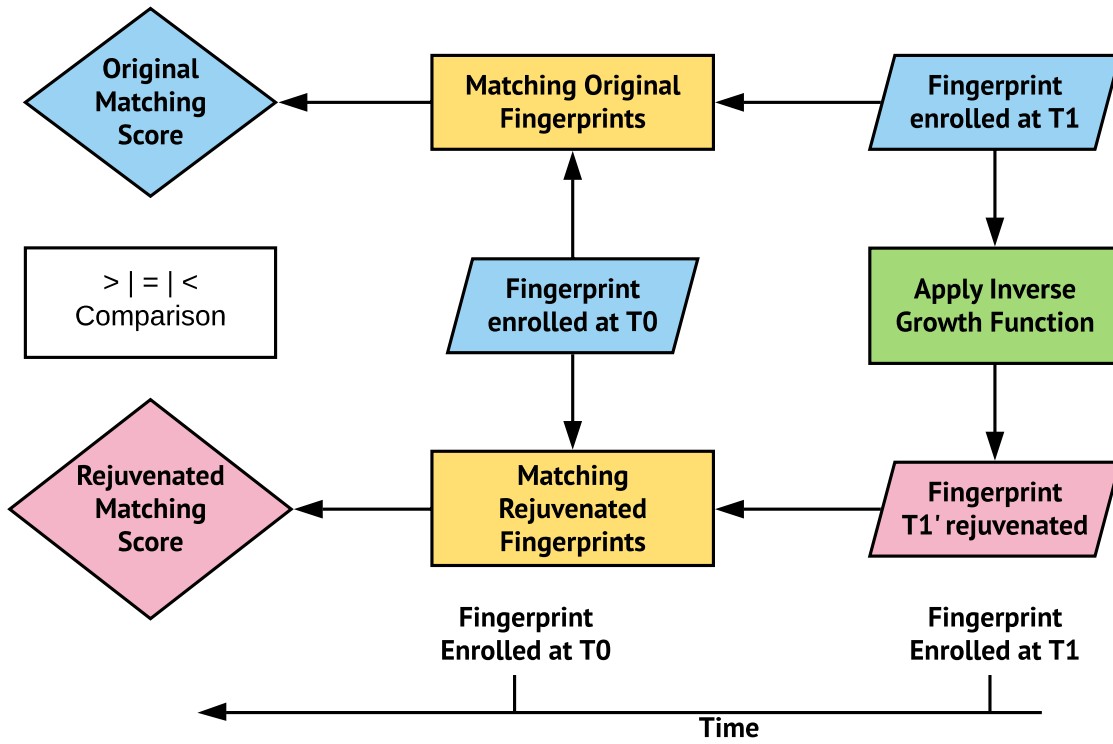 Original
Matching
Score
Matching Original
Fingerprints
Fingerprint
enrolled at T1
> | = | <
Comparison
Fingerprint
enrolled at T0
Apply Inverse
Growth Function
Rejuvenated
Matching
Score
Matching
Rejuvenated
Fingerprints
Fingerprint
T1' rejuvenated
Fingerprint
Enrolled at T0
Fingerprint
Enrolled at T1
Time